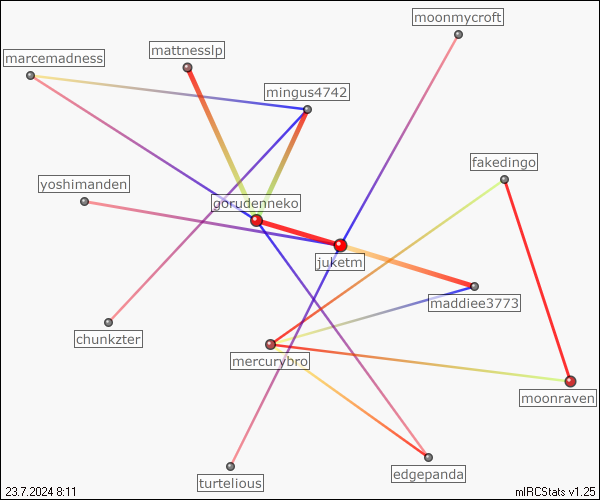 moonmycroft
mattnesslp
marcemadness
mingus4742
fakedingo
yoshimanden
gorudenneko
juketm
maddiee3773
chunkzter
mercurybro
moonraven
edgepanda
turtelious
23.7.2024 8:11
mIRCStats v1.25